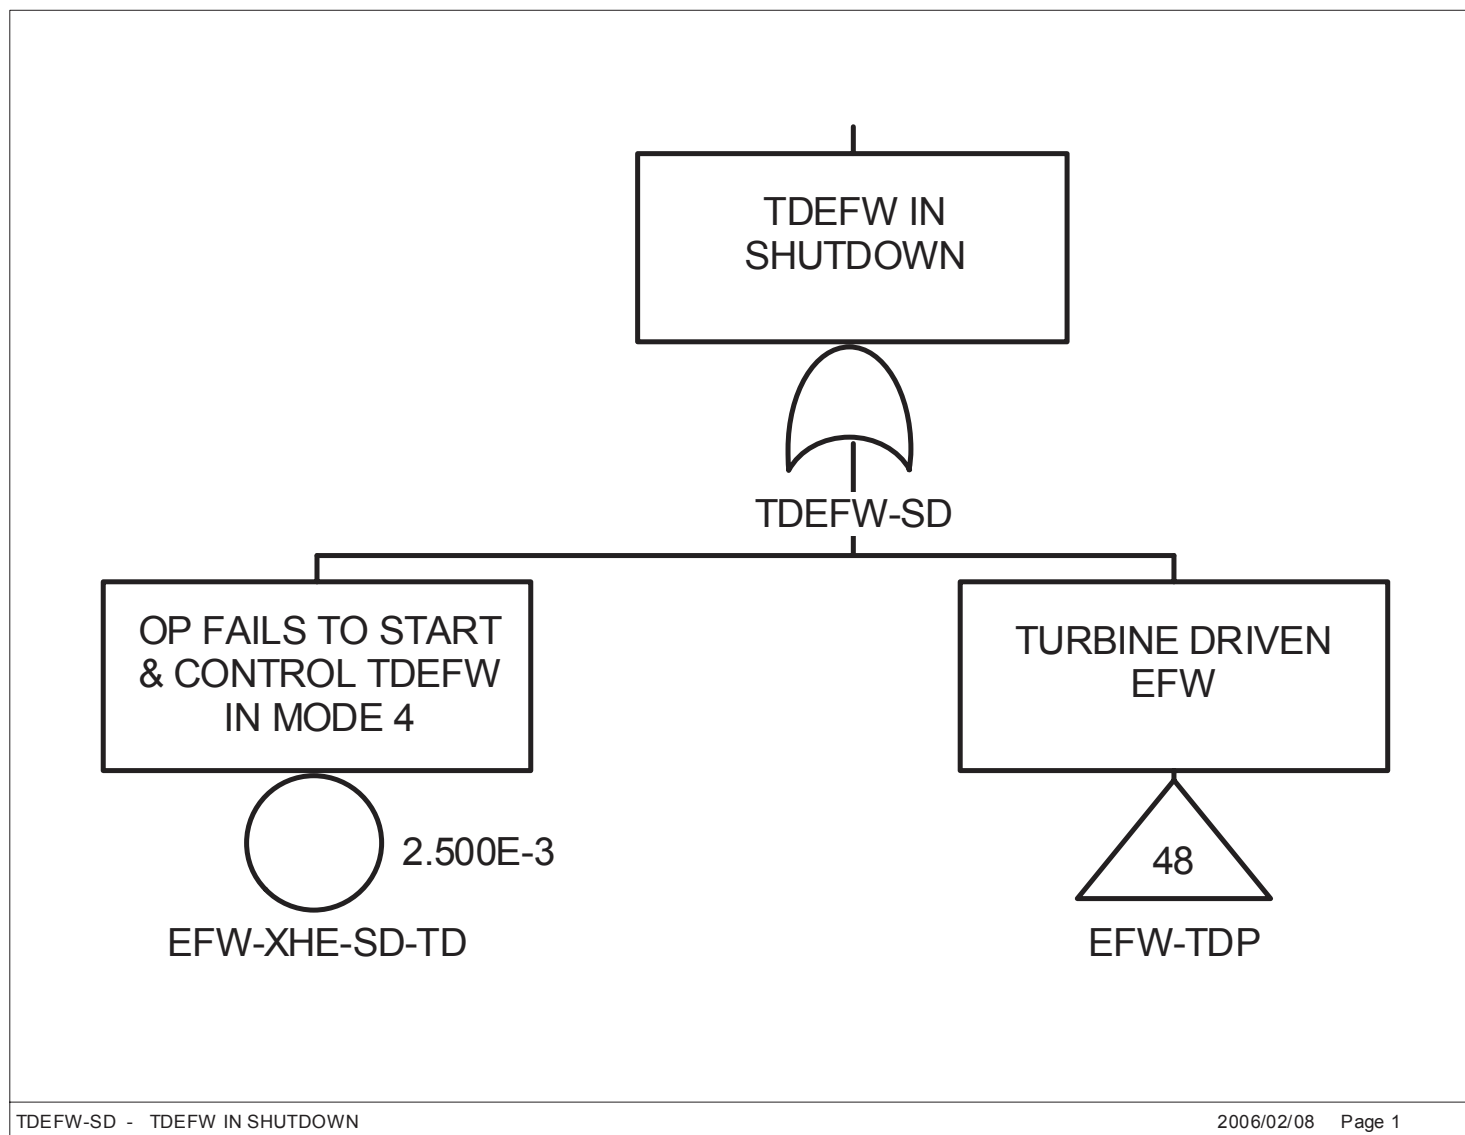 TDEFW IN
SHUTDOWN
TDEFW-SD
OP FAILS TO START
& CONTROL TDEFW
IN MODE 4
2.500E-3
EFW-XHE-SD-TD
TURBINE DRIVEN
EFW
48
EFW-TDP
TDEFW-SD - TDEFW IN SHUTDOWN 2006/02/08 Page 1